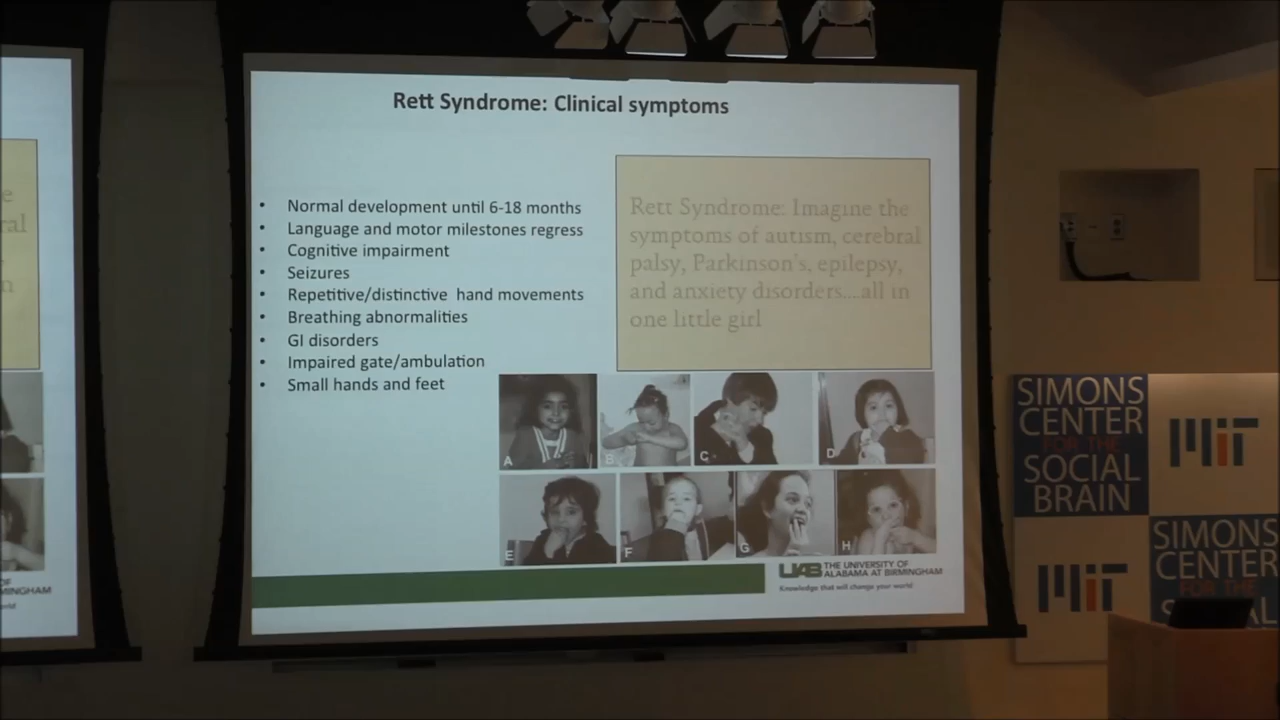 Rett Syndrome: Clinical symptoms
• Normal development until 6-18 months
• Language and motor milestones regress
• Cognitive impairment
• Seizures
• Repetitive/distinctive hand movements
• Breathing abnormalities
• GI disorders
• Impaired gate/ambulation
• Small hands and feet
Rett Syndrome: Imagine the
symptoms of autism, cerebral
palsy, Parkinson's, epilepsy,
and anxiety disorders....all in
one little girl
A
B
C
D
E
F
G
H
UAB THE UNIVERSITY OF
ALABAMA AT BIRMINGHAM
Knowledge that will change your world
SIMONS
CENTER
FOR THE
SOCIAL
BRAIN
MIT
MIT
SIMONS
CENTER
FOR THE